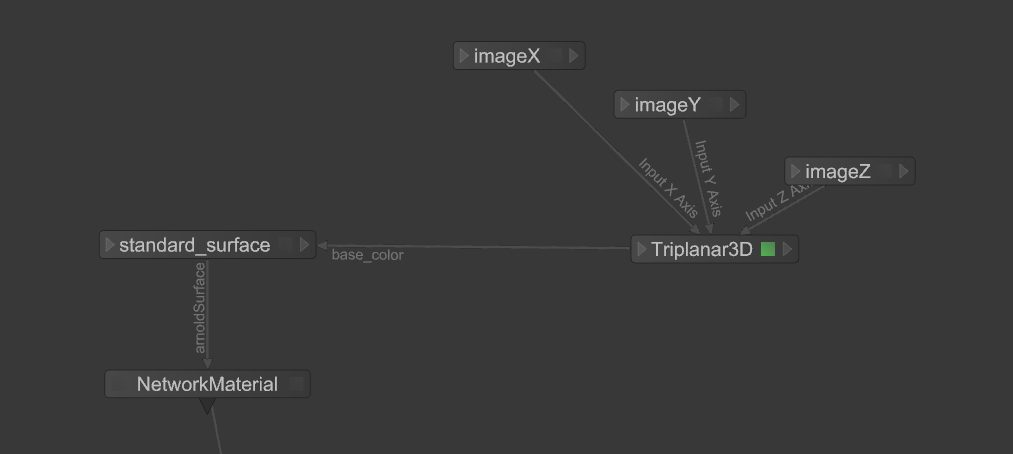 imageX
imageY
imageZ
Input X Axis
Input Y Axis
Input Z Axis
standard_surface
base_color
Triplanar3D
arnoldSurface
NetworkMaterial